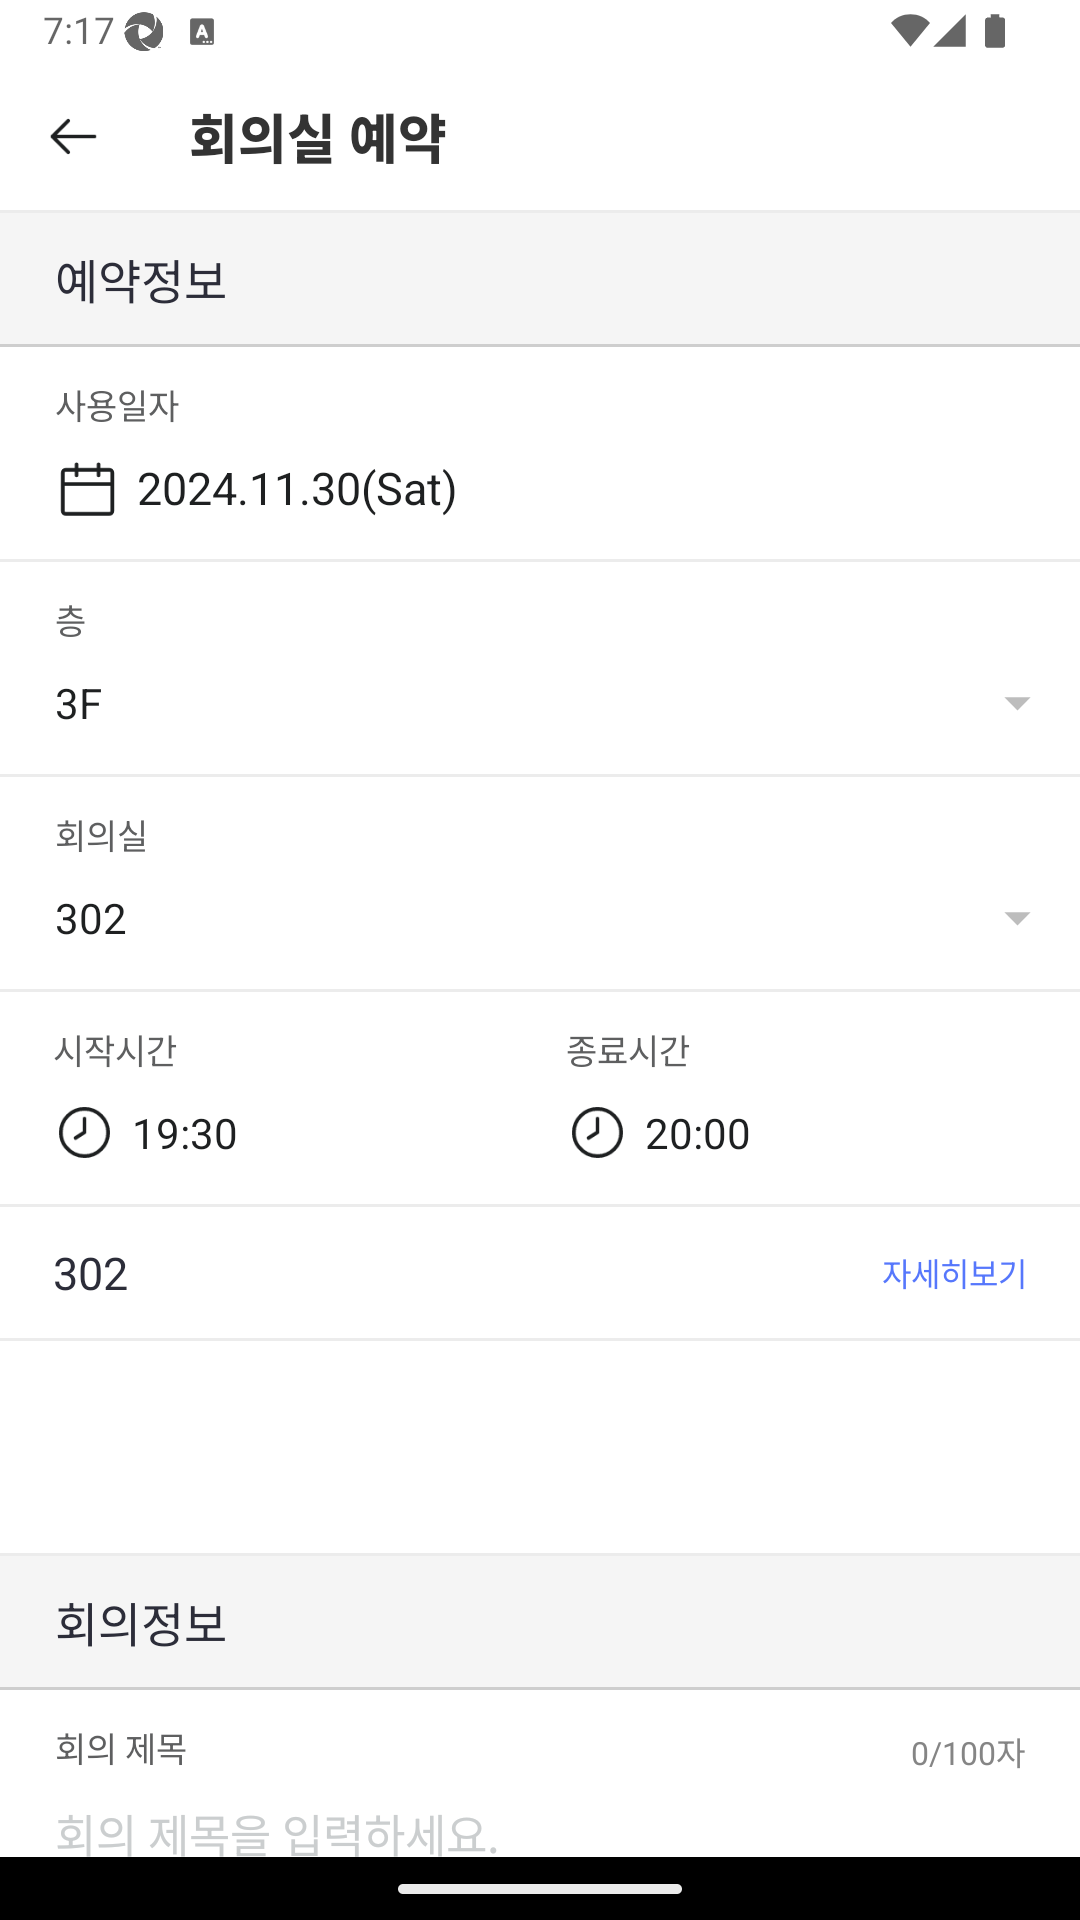 7:17
회의실 예약
예약정보
사용일자
2024.11.30(Sat)
층
3F
회의실
302
시작시간 종료시간
19:30 20:00
302 자세히보기
회의정보
회의 제목 0/100자
회의 제목을 입력하세요.